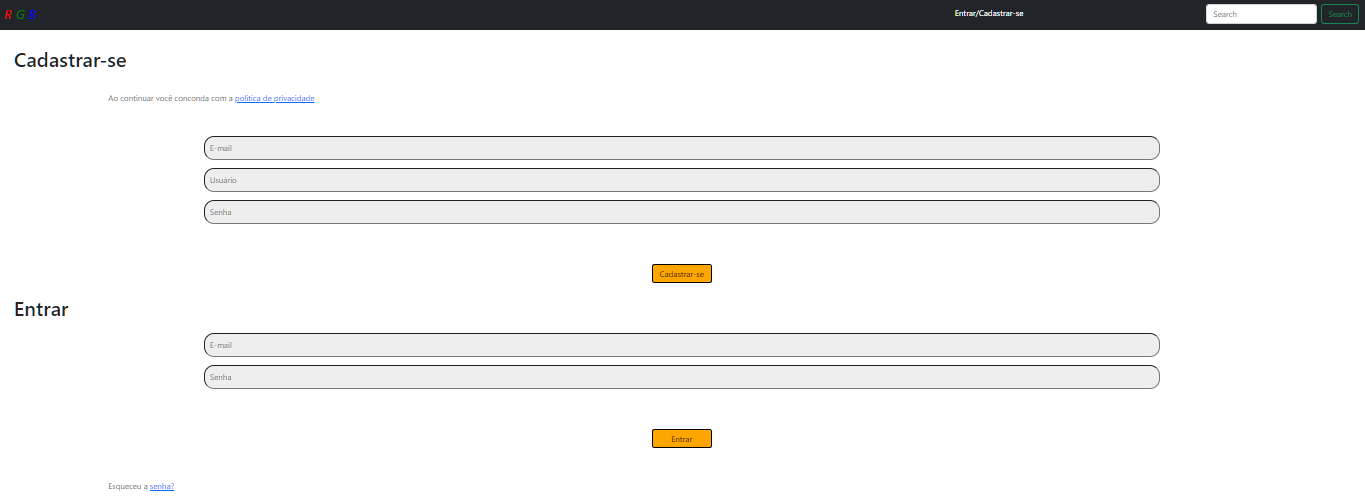 R G B Entrar/Cadastrar-se Search Search
Cadastrar-se
Ao continuar você conconda com a política de privacidade
E-mail
Usuário
Senha
Cadastrar-se
Entrar
E-mail
Senha
Entrar
Esqueceu a senha?